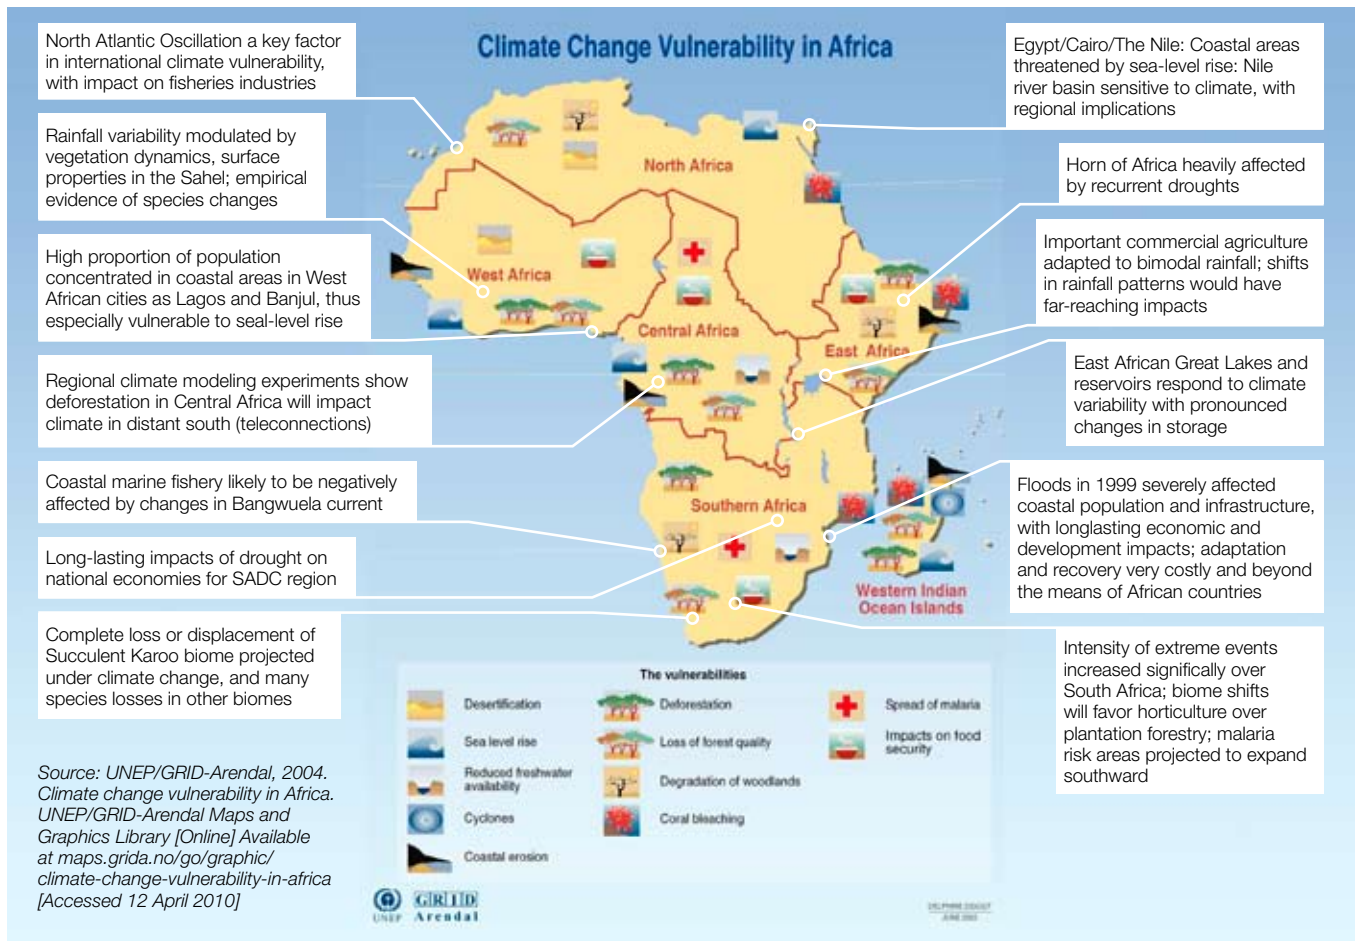 Climate Change Vulnerability in Africa
North Atlantic Oscillation a key factor
in international climate vulnerability,
with impact on fisheries industries
Rainfall variability modulated by
vegetation dynamics, surface
properties in the Sahel; empirical
evidence of species changes
High proportion of population
concentrated in coastal areas in West
African cities as Lagos and Banjul, thus
especially vulnerable to seal-level rise
Regional climate modeling experiments show
deforestation in Central Africa will impact
climate in distant south (teleconnections)
Coastal marine fishery likely to be negatively
affected by changes in Bangwuela current
Long-lasting impacts of drought on
national economies for SADC region
Complete loss or displacement of
Succulent Karoo biome projected
under climate change, and many
species losses in other biomes
Source: UNEP/GRID-Arendal, 2004.
Climate change vulnerability in Africa.
UNEP/GRID-Arendal Maps and
Graphics Library [Online] Available
at maps.grida.no/go/graphic/
climate-change-vulnerability-in-africa
[Accessed 12 April 2010]
North Africa
West Africa
Central Africa
East Africa
Southern Africa
Western Indian
Ocean Islands
Egypt/Cairo/The Nile: Coastal areas
threatened by sea-level rise: Nile
river basin sensitive to climate, with
regional implications
Horn of Africa heavily affected
by recurrent droughts
Important commercial agriculture
adapted to bimodal rainfall; shifts
in rainfall patterns would have
far-reaching impacts
East African Great Lakes and
reservoirs respond to climate
variability with pronounced
changes in storage
Floods in 1999 severely affected
coastal population and infrastructure,
with longlasting economic and
development impacts; adaptation
and recovery very costly and beyond
the means of African countries
Intensity of extreme events
increased significally over
South Africa; biome shifts
will favor horticulture over
plantation forestry; malaria
risk areas projected to expand
southward
The vulnerabilities
Desertification
Sea level rise
Reduced freshwater
availability
Cyclones
Coastal erosion
Deforestation
Loss of forest quality
Degradation of woodlands
Coral bleaching
Spread of malaria
Impacts on food
security
UNEP
GRID
Arendal